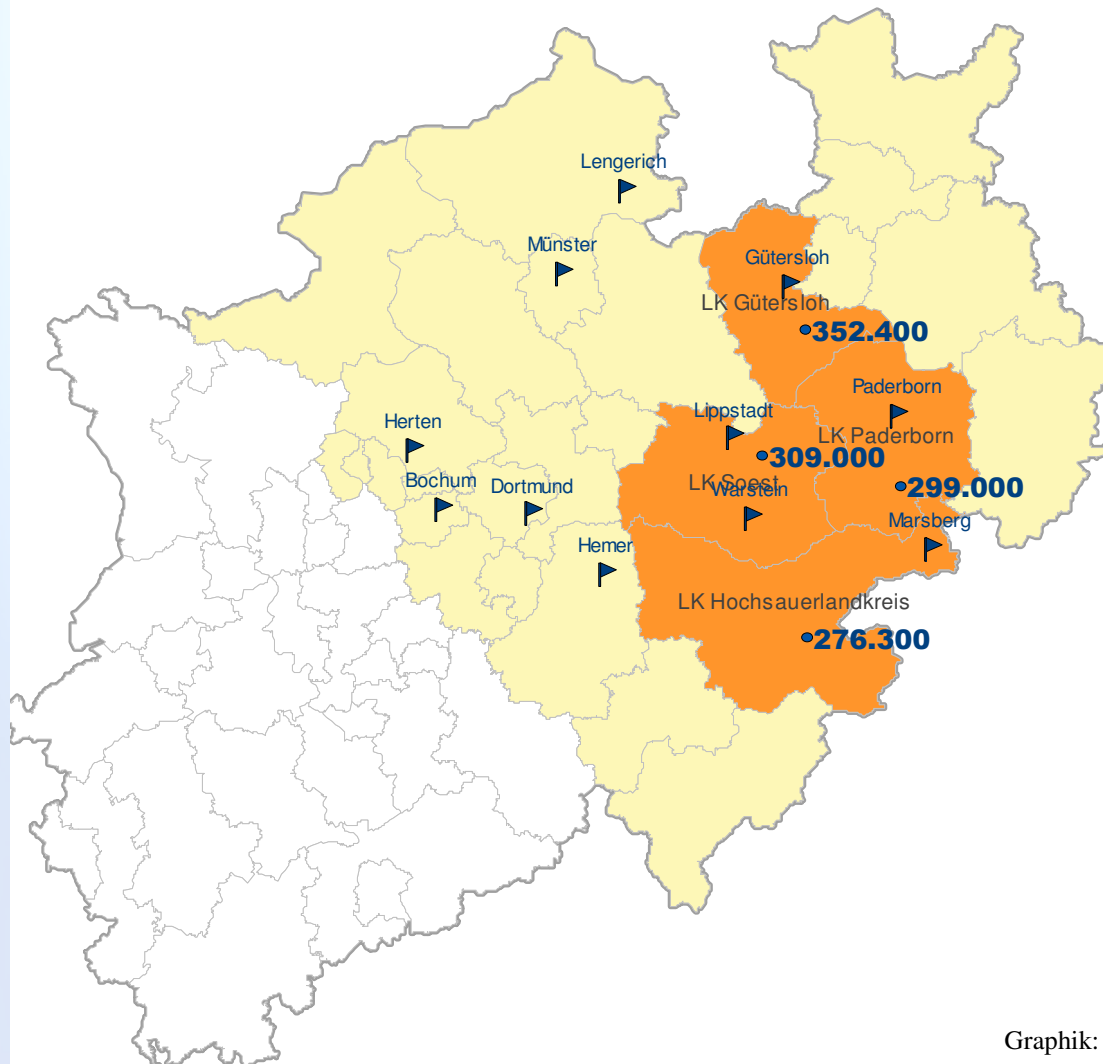 Lengerich
Münster
Gütersloh
LK Gütersloh
352.400
Paderborn
Lippstadt
Herten
LK Paderborn
309.000
Bochum
Dortmund
LK Soest
Warstein
299.000
Marsberg
Hemer
LK Hochsauerlandkreis
276.300
Graphik: